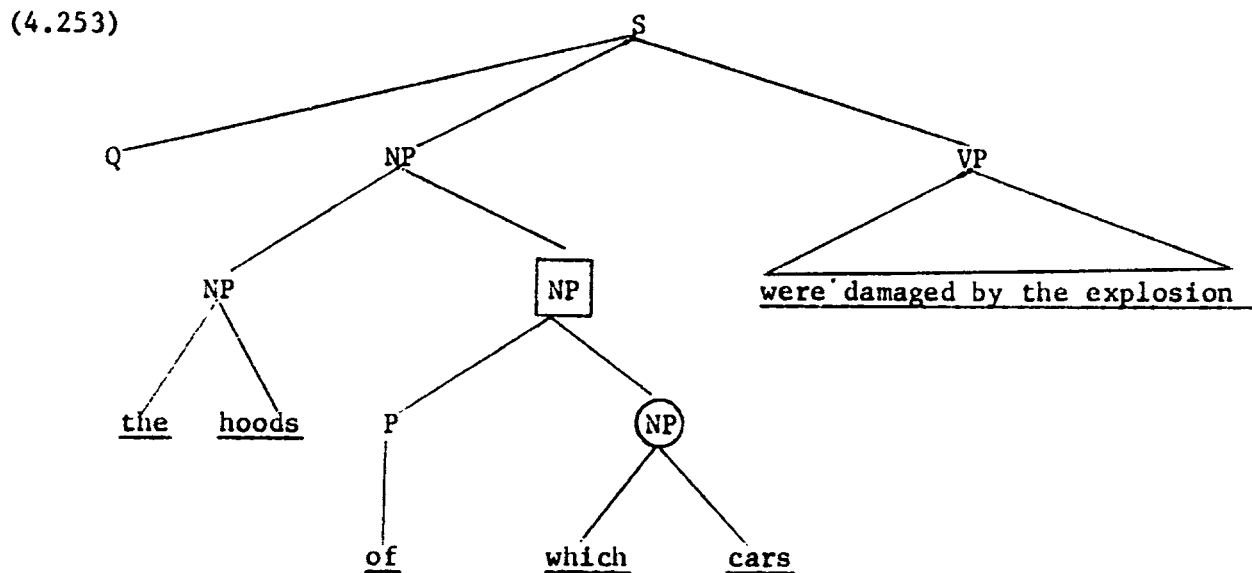 (4.253)
S
Q NP VP
NP NP were damaged by the explosion
the hoods P NP
of which cars